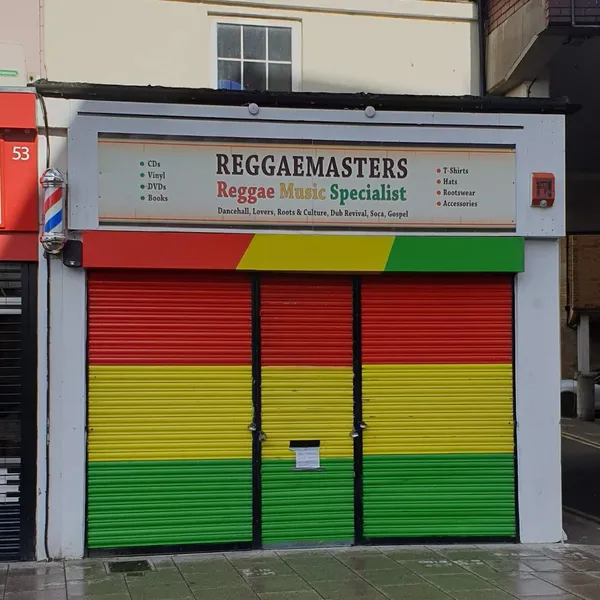 53
REGGAEMASTERS
Reggae Music Specialist
Dancehall, Lovers, Roots & Culture, Dub Revival, Soca, Gospel
• CDs
• Vinyl
• DVDs
• Books
• T-Shirts
• Hats
• Rootswear
• Accessories